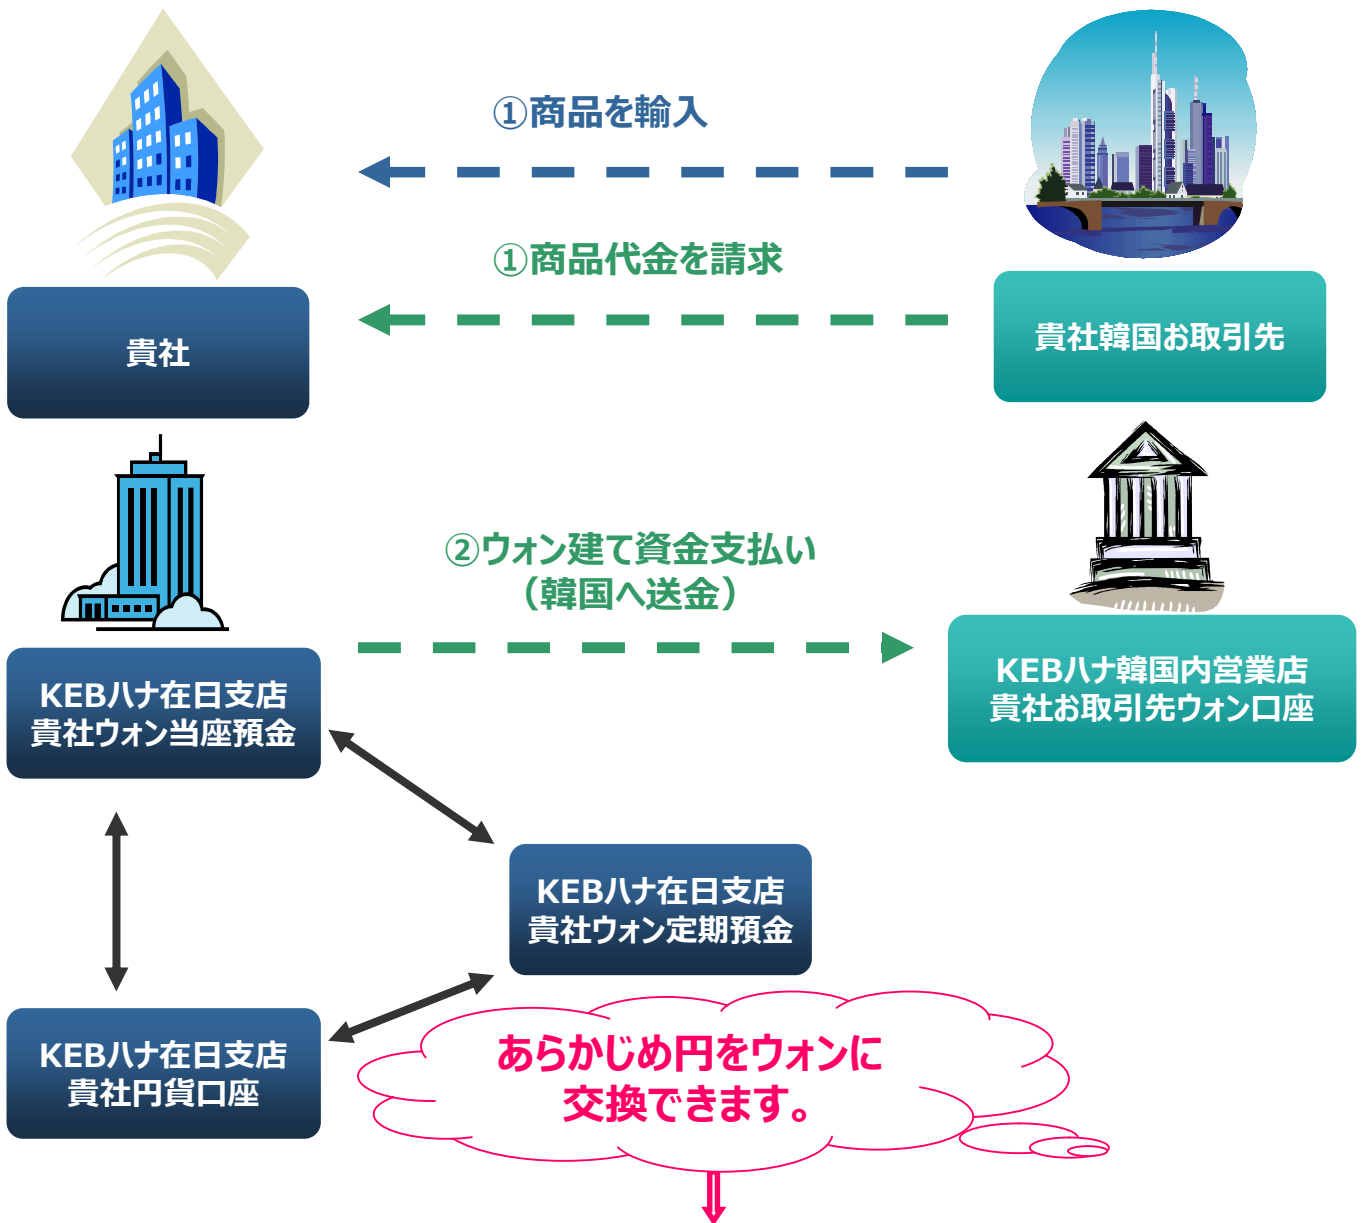 ①商品を輸入
①商品代金を請求
貴社
貴社韓国お取引先
②ウォン建て資金支払い
（韓国へ送金）
KEBハナ在日支店
貴社ウォン当座預金
KEBハナ韓国内営業店
貴社お取引先ウォン口座
KEBハナ在日支店
貴社ウォン定期預金
KEBハナ在日支店
貴社円貨口座
あらかじめ円をウォンに
交換できます。